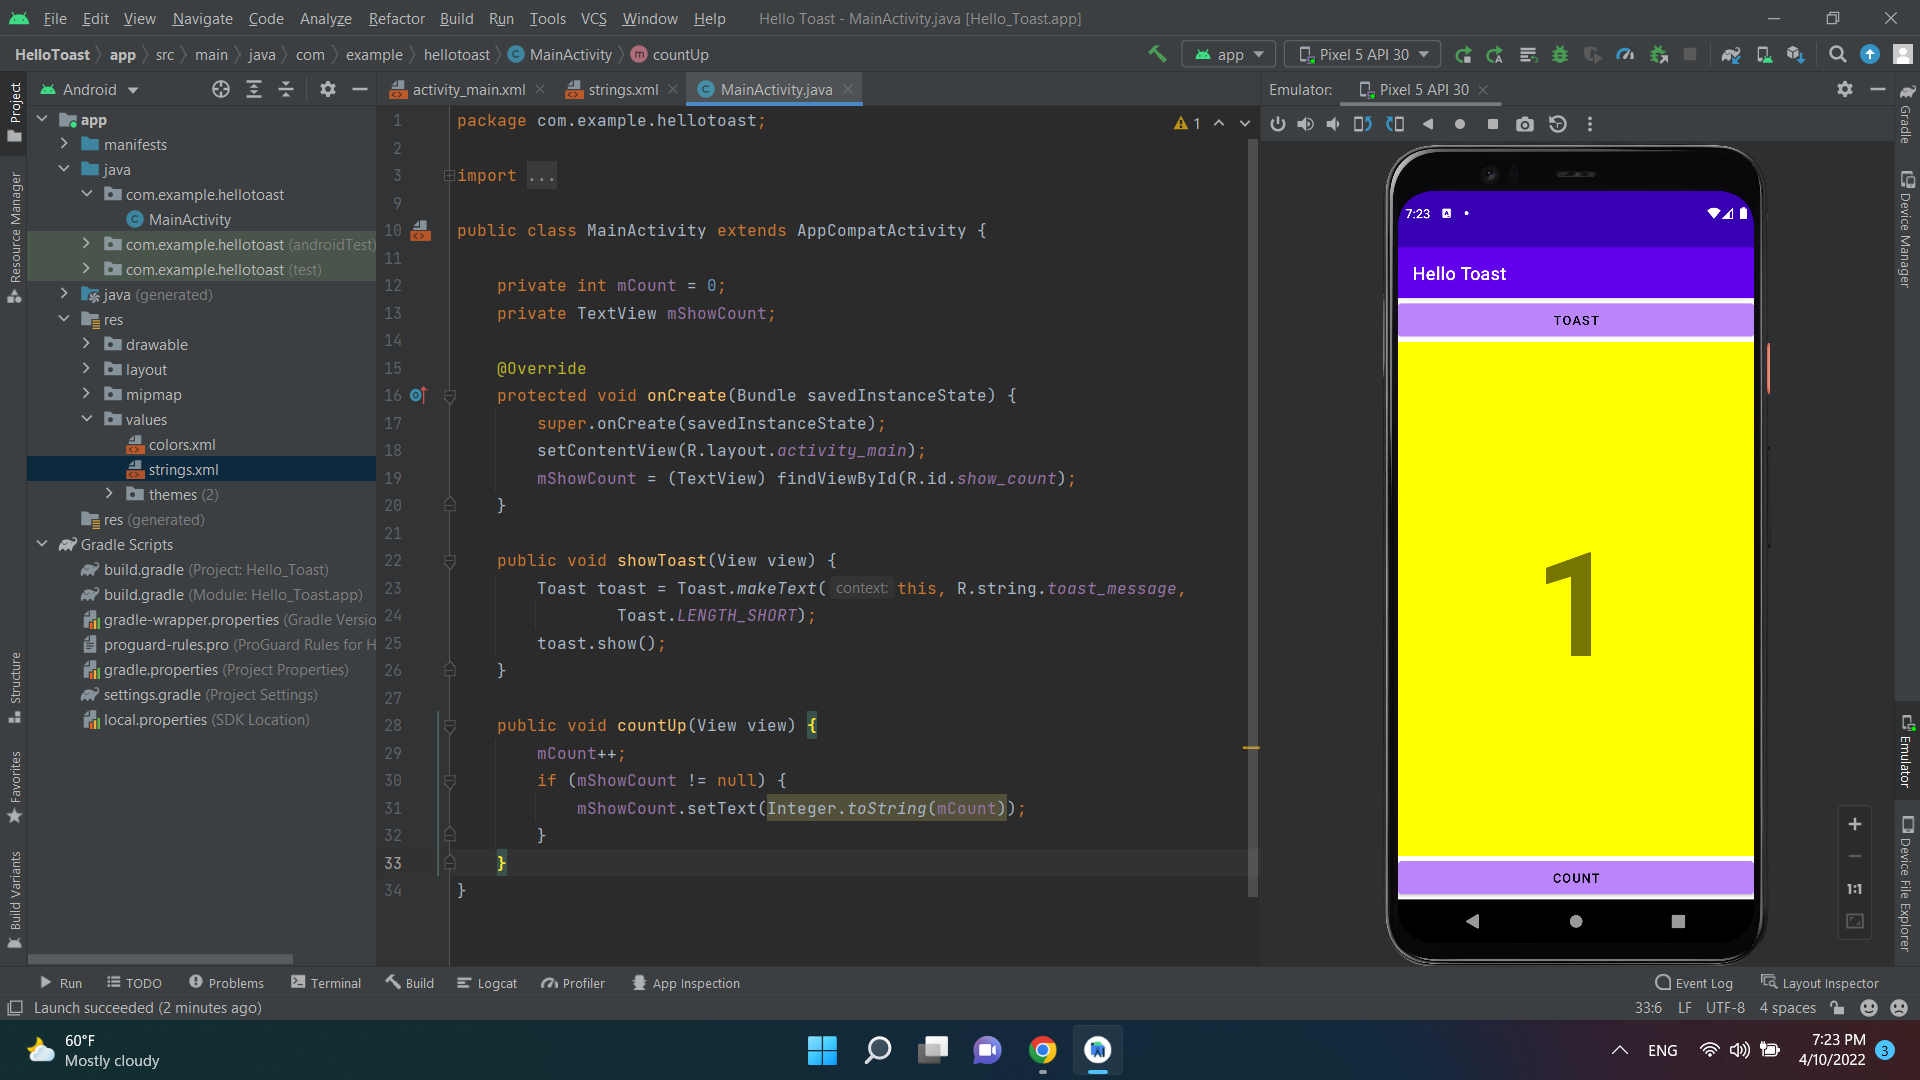 File Edit View Navigate Code Analyze Refactor Build Run Tools VCS Window Help Hello Toast - MainActivity.java [Hello_Toast.app]
HelloToast app src main java com example hellotoast MainActivity countUp app Pixel 5 API 30
Project
Resource Manager
Structure
Favorites
Build Variants
Android
app
manifests
java
com.example.hellotoast
MainActivity
com.example.hellotoast (androidTest)
com.example.hellotoast (test)
java (generated)
res
drawable
layout
mipmap
values
colors.xml
strings.xml
themes (2)
res (generated)
Gradle Scripts
build.gradle (Project: Hello_Toast)
build.gradle (Module: Hello_Toast.app)
gradle-wrapper.properties (Gradle Versio
proguard-rules.pro (ProGuard Rules for H
gradle.properties (Project Properties)
settings.gradle (Project Settings)
local.properties (SDK Location)
activity_main.xml strings.xml MainActivity.java
1
1 package com.example.hellotoast;
2
3 import ...
9
10 public class MainActivity extends AppCompatActivity {
11
12 private int mCount = 0;
13 private TextView mShowCount;
14
15 @Override
16 protected void onCreate(Bundle savedInstanceState) {
17 super.onCreate(savedInstanceState);
18 setContentView(R.layout.activity_main);
19 mShowCount = (TextView) findViewById(R.id.show_count);
20 }
21
22 public void showToast(View view) {
23 Toast toast = Toast.makeText( context: this, R.string.toast_message,
24 Toast.LENGTH_SHORT);
25 toast.show();
26 }
27
28 public void countUp(View view) {
29 mCount++;
30 if (mShowCount != null) {
31 mShowCount.setText(Integer.toString(mCount));
32 }
33 }
34 }
Emulator: Pixel 5 API 30
7:23
Hello Toast
TOAST
1
COUNT
1:1
Gradle
Device Manager
Emulator
Device File Explorer
Run TODO Problems Terminal Build Logcat Profiler App Inspection Event Log Layout Inspector
Launch succeeded (2 minutes ago) 33:6 LF UTF-8 4 spaces
60°F
Mostly cloudy
ENG
7:23 PM
4/10/2022
3